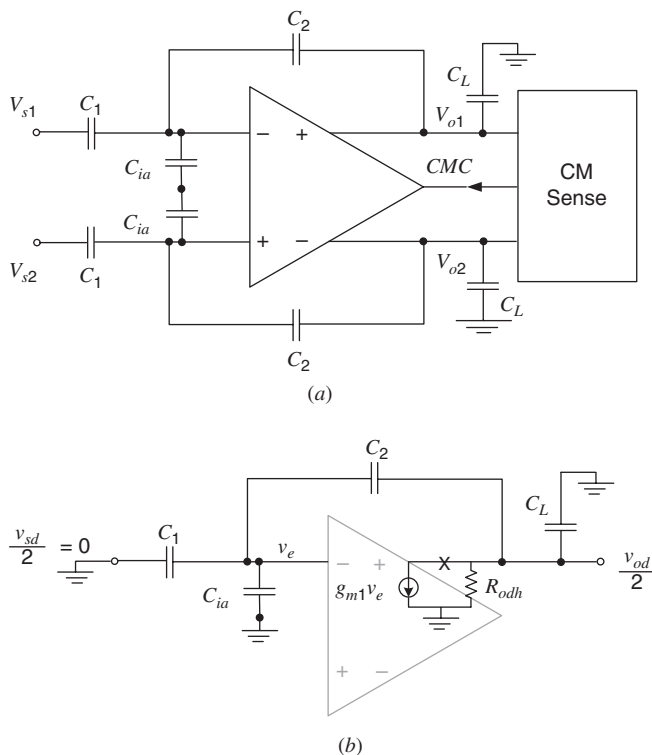 C2
CL
Vs1
C1
Vo1
− +
Cia
CMC
CM
Sense
Cia
+ −
Vs2
C1
Vo2
CL
C2
(a)
C2
CL
vsd
2
= 0
C1
ve
− +
X
gm1ve
Rodh
vod
2
Cia
+ −
(b)